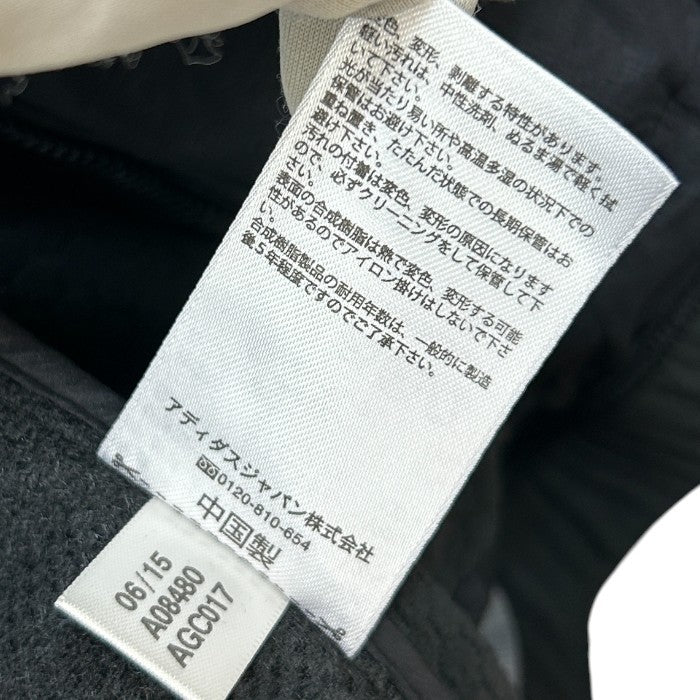 変色、変形、剥離する特性があります。
軽い汚れは、中性洗剤、ぬるま湯で軽く拭
いて下さい。
光が当たり易い所や高温多湿の状況下での
保管はお避け下さい。
重ね置き、たたんだ状態での長期保管はお
避け下さい。
汚れの付着は変色、変形の原因になります
ので、必ずクリーニングをして保管して下
い。
表面の合成樹脂は熱で変色、変形する可能
性があるのでアイロン掛けはしないで下さ
い。
合成樹脂製品の耐用年数は、一般的に製造
後5年程度ですのでご了承下さい。
アディダスジャパン株式会社
0120-810-654
中国製
06/15
A08480
AGC017